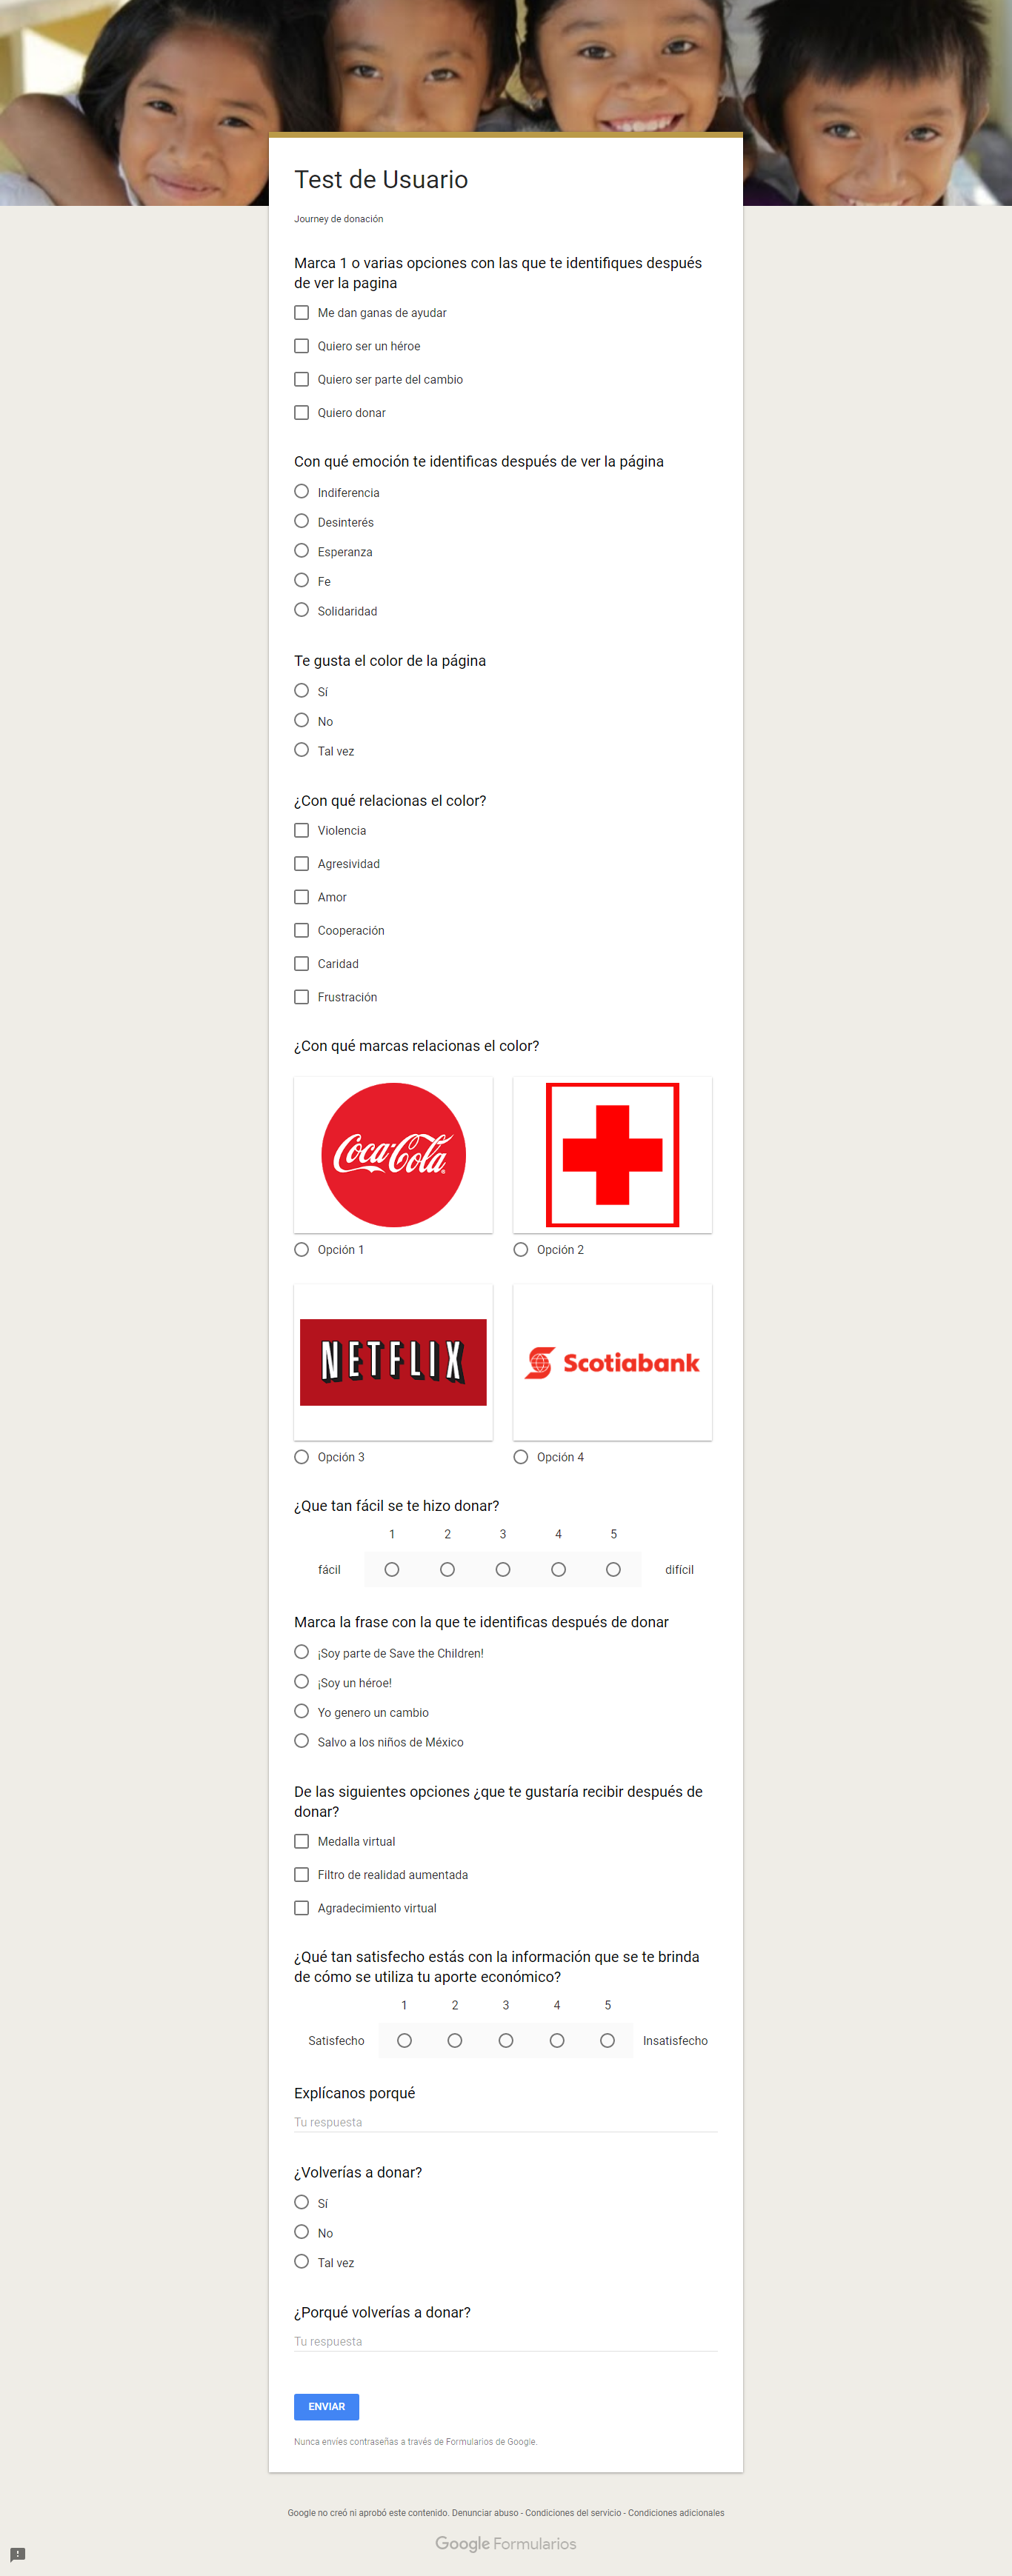 Test de Usuario
Journey de donación
Marca 1 o varias opciones con las que te identifiques después
de ver la pagina
Me dan ganas de ayudar
Quiero ser un héroe
Quiero ser parte del cambio
Quiero donar
Con qué emoción te identificas después de ver la página
Indiferencia
Desinterés
Esperanza
Fe
Solidaridad
Te gusta el color de la página
Sí
No
Tal vez
¿Con qué relacionas el color?
Violencia
Agresividad
Amor
Cooperación
Caridad
Frustración
¿Con qué marcas relacionas el color?
Coca-Cola
Opción 1
Opción 2
NETFLIX
Scotiabank
Opción 3
Opción 4
¿Que tan fácil se te hizo donar?
1 2 3 4 5
fácil difícil
Marca la frase con la que te identificas después de donar
¡Soy parte de Save the Children!
¡Soy un héroe!
Yo genero un cambio
Salvo a los niños de México
De las siguientes opciones ¿que te gustaría recibir después de
donar?
Medalla virtual
Filtro de realidad aumentada
Agradecimiento virtual
¿Qué tan satisfecho estás con la información que se te brinda
de cómo se utiliza tu aporte económico?
1 2 3 4 5
Satisfecho Insatisfecho
Explícanos porqué
Tu respuesta
¿Volverías a donar?
Sí
No
Tal vez
¿Porqué volverías a donar?
Tu respuesta
ENVIAR
Nunca envíes contraseñas a través de Formularios de Google.
Google no creó ni aprobó este contenido. Denunciar abuso - Condiciones del servicio - Condiciones adicionales
Google Formularios